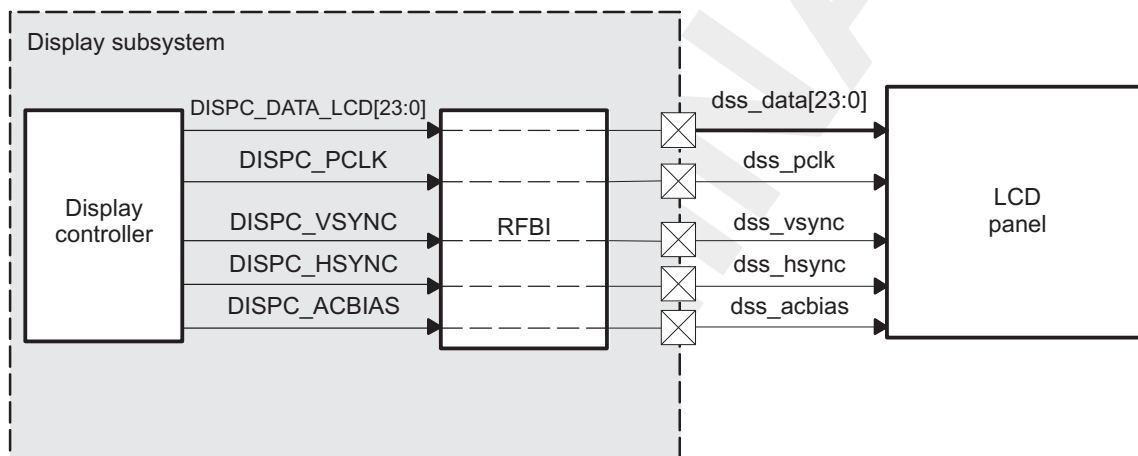 Display subsystem
DISPC_DATA_LCD[23:0]
dss_data[23:0]
DISPC_PCLK
dss_pclk
Display
controller
DISPC_VSYNC
RFBI
dss_vsync
LCD
panel
DISPC_HSYNC
dss_hsync
DISPC_ACBIAS
dss_acbias